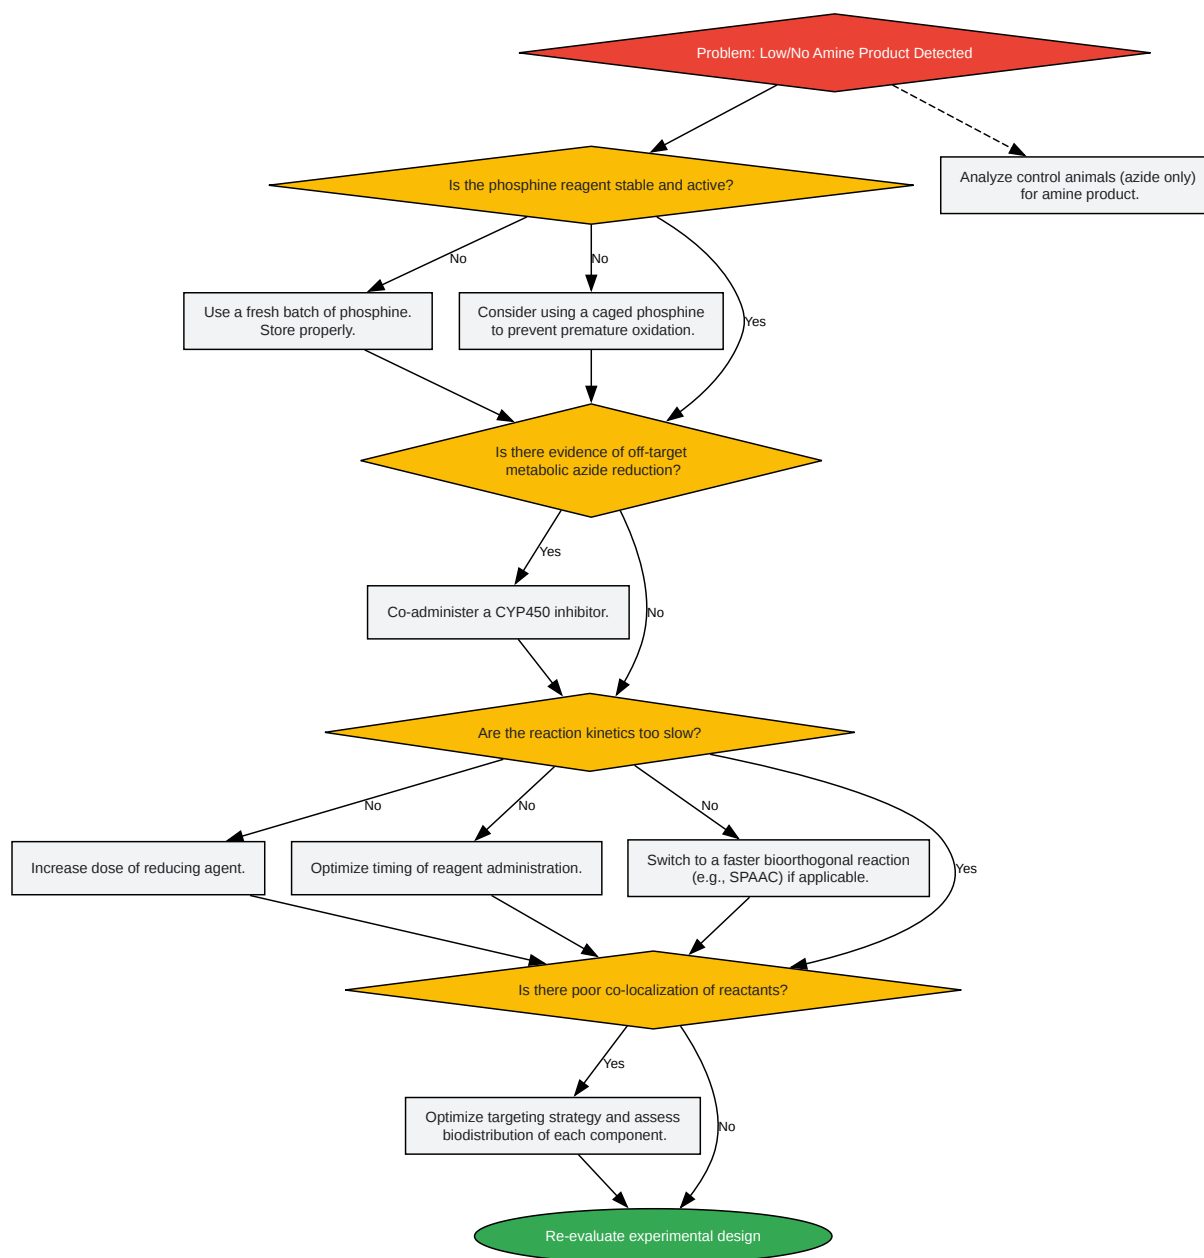 Problem: Low/No Amine Product Detected
Is the phosphine reagent stable and active?
Analyze control animals (azide only)
for amine product.
No
No
Yes
Use a fresh batch of phosphine.
Store properly.
Consider using a caged phosphine
to prevent premature oxidation.
Is there evidence of off-target
metabolic azide reduction?
Yes
No
Co-administer a CYP450 inhibitor.
Are the reaction kinetics too slow?
No
No
No
Yes
Increase dose of reducing agent.
Optimize timing of reagent administration.
Switch to a faster bioorthogonal reaction
(e.g., SPAAC) if applicable.
Is there poor co-localization of reactants?
Yes
No
Optimize targeting strategy and assess
biodistribution of each component.
Re-evaluate experimental design